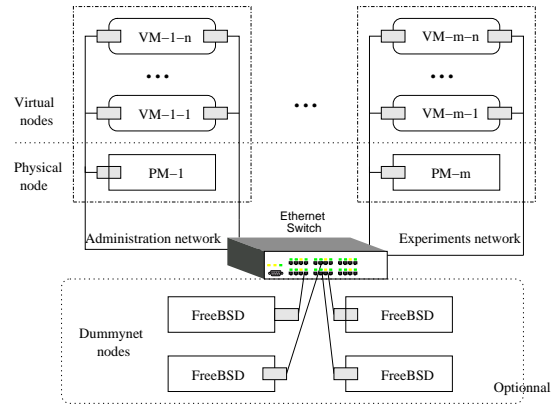 VM−1−n
VM−m−n
...
...
Virtual
nodes
VM−1−1
...
VM−m−1
Physical
node
PM−1
PM−m
Ethernet
Switch
Administration network
Experiments network
Dummynet
nodes
FreeBSD
FreeBSD
FreeBSD
FreeBSD
Optionnal